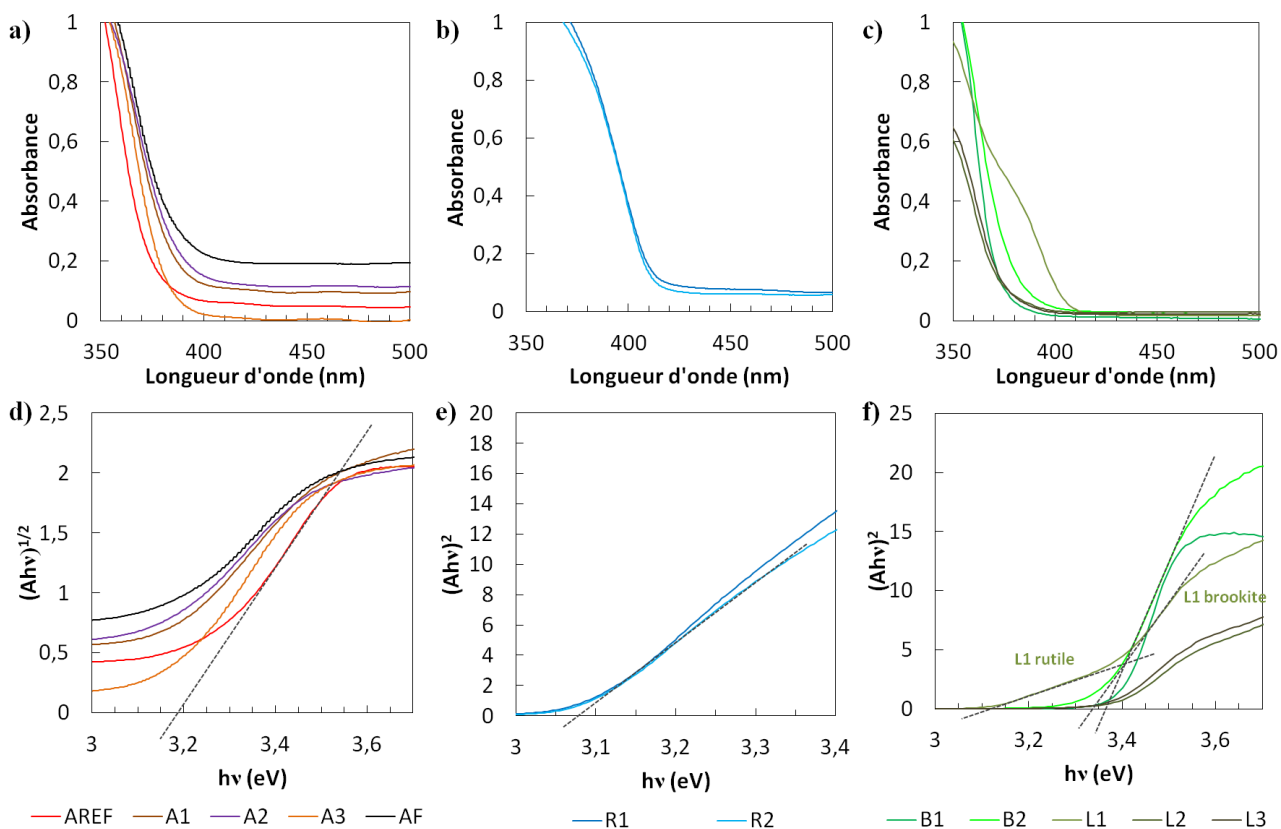 a)
1
0,8
0,6
0,4
0,2
0
Absorbance
350 400 450 500
Longueur d'onde (nm)
b)
1
0,8
0,6
0,4
0,2
0
Absorbance
350 400 450 500
Longueur d'onde (nm)
c)
1
0,8
0,6
0,4
0,2
0
Absorbance
350 400 450 500
Longueur d'onde (nm)
d)
2,5
2
1,5
1
0,5
0
(Ahν)^1/2
3 3,2 3,4 3,6
hν (eV)
AREF A1 A2 A3 AF
e)
20
18
16
14
12
10
8
6
4
2
0
(Ahν)²
3 3,1 3,2 3,3 3,4
hν (eV)
R1 R2
f)
25
20
15
10
5
0
(Ahν)²
L1 brookite
L1 rutile
3 3,2 3,4 3,6
hν (eV)
B1 B2 L1 L2 L3